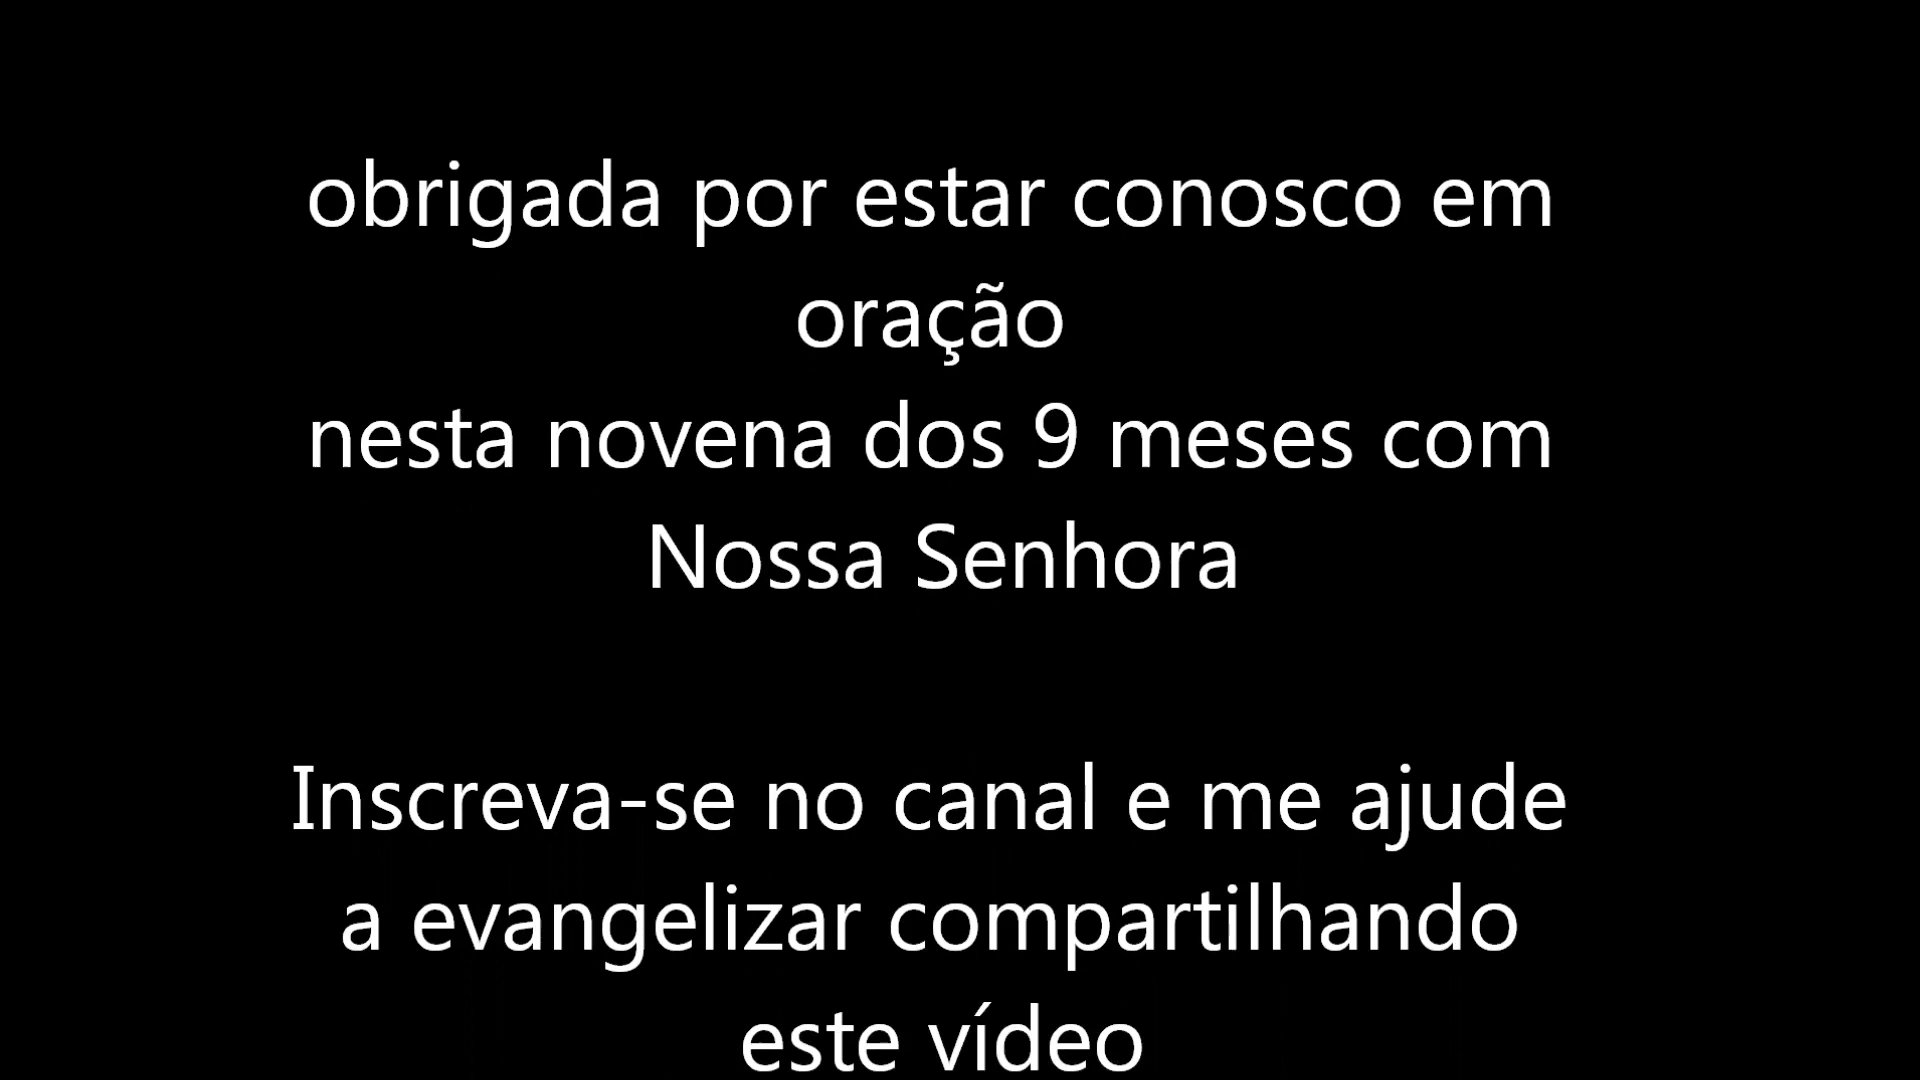 obrigada por estar conosco em
oração
nesta novena dos 9 meses com
Nossa Senhora
Inscreva-se no canal e me ajude
a evangelizar compartilhando
este vídeo